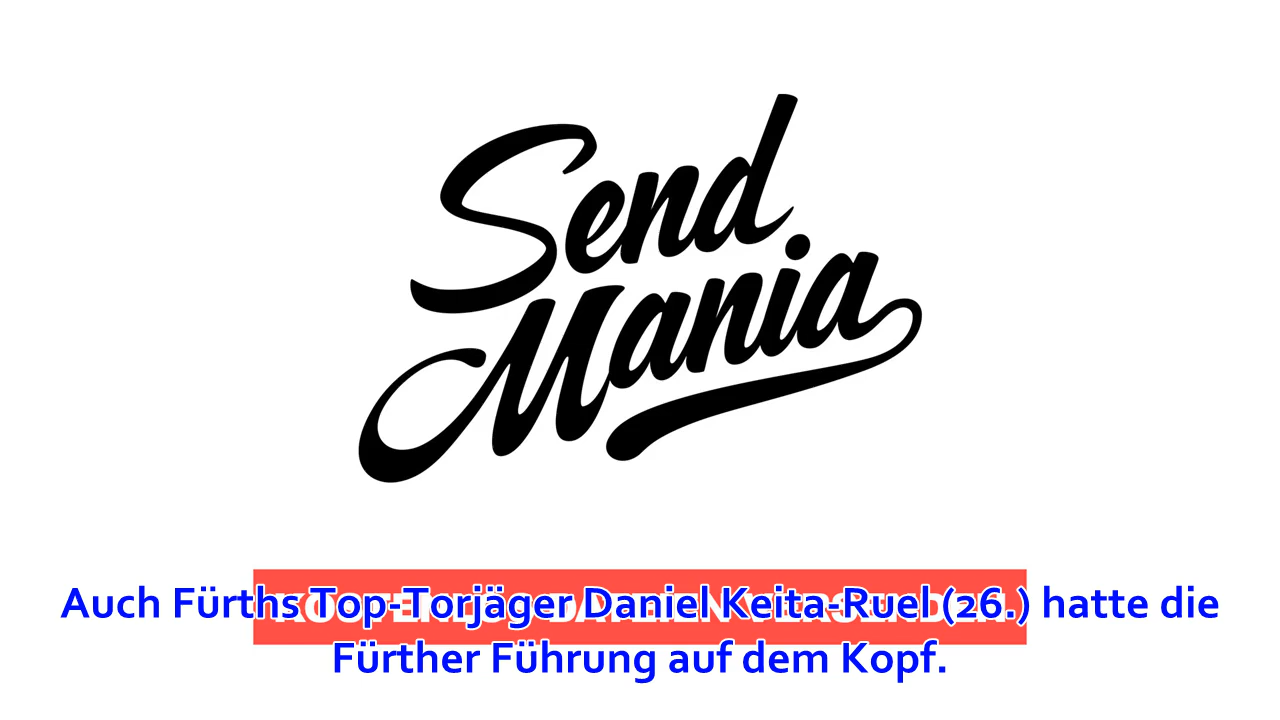 Send
Mania
Auch Fürths Top-Torjäger Daniel Keita-Ruel (26.) hatte die
Fürther Führung auf dem Kopf.